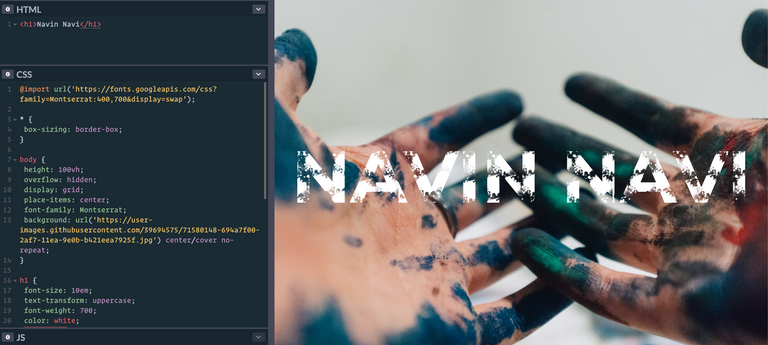 HTML
1 <h1>Navin Navi</h1>
CSS
1 @import url('https://fonts.googleapis.com/css?
family=Montserrat:400,700&display=swap');
2
3 * {
4 box-sizing: border-box;
5 }
6
7 body {
8 height: 100vh;
9 overflow: hidden;
10 display: grid;
11 place-items: center;
12 font-family: Montserrat;
13 background: url('https://user-
images.githubusercontent.com/39694575/71580148-694a7f00-
2af7-11ea-9e0b-b421eea7925f.jpg') center/cover no-
repeat;
14 }
15
16 h1 {
17 font-size: 10em;
18 text-transform: uppercase;
19 font-weight: 700;
20 color: white;
JS
NAVIN NAVI